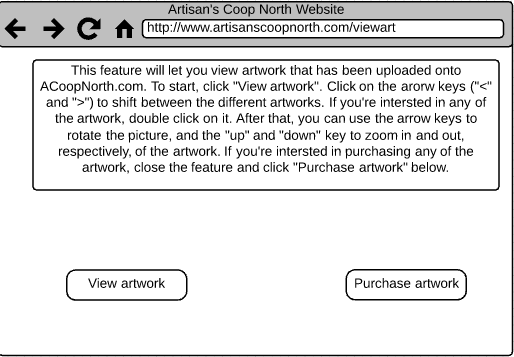 Artisan's Coop North Website
http://www.artisanscoopnorth.com/viewart
This feature will let you view artwork that has been uploaded onto
ACoopNorth.com. To start, click "View artwork". Click on the arorw keys ("<"
and ">") to shift between the different artworks. If you're intersted in any of
the artwork, double click on it. After that, you can use the arrow keys to
rotate the picture, and the "up" and "down" key to zoom in and out,
respectively, of the artwork. If you're intersted in purchasing any of the
artwork, close the feature and click "Purchase artwork" below.
View artwork
Purchase artwork